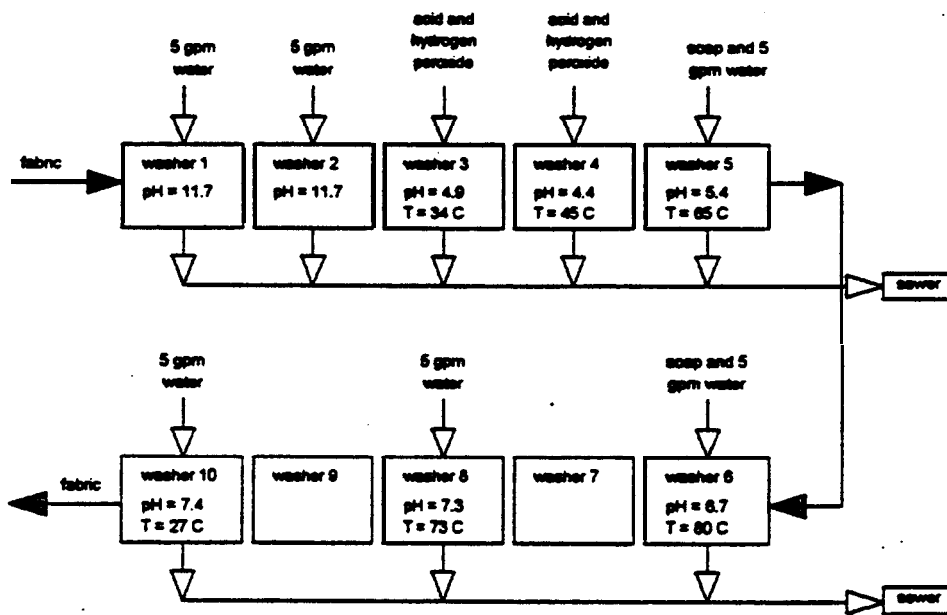 5 gpm
water
5 gpm
water
acid and
hydrogen
peroxide
acid and
hydrogen
peroxide
soap and 5
gpm water
fabric
washer 1
pH = 11.7
washer 2
pH = 11.7
washer 3
pH = 4.9
T = 34 C
washer 4
pH = 4.4
T = 45 C
washer 5
pH = 5.4
T = 65 C
sewer
5 gpm
water
5 gpm
water
soap and 5
gpm water
fabric
washer 10
pH = 7.4
T = 27 C
washer 9
washer 8
pH = 7.3
T = 73 C
washer 7
washer 6
pH = 6.7
T = 80 C
sewer